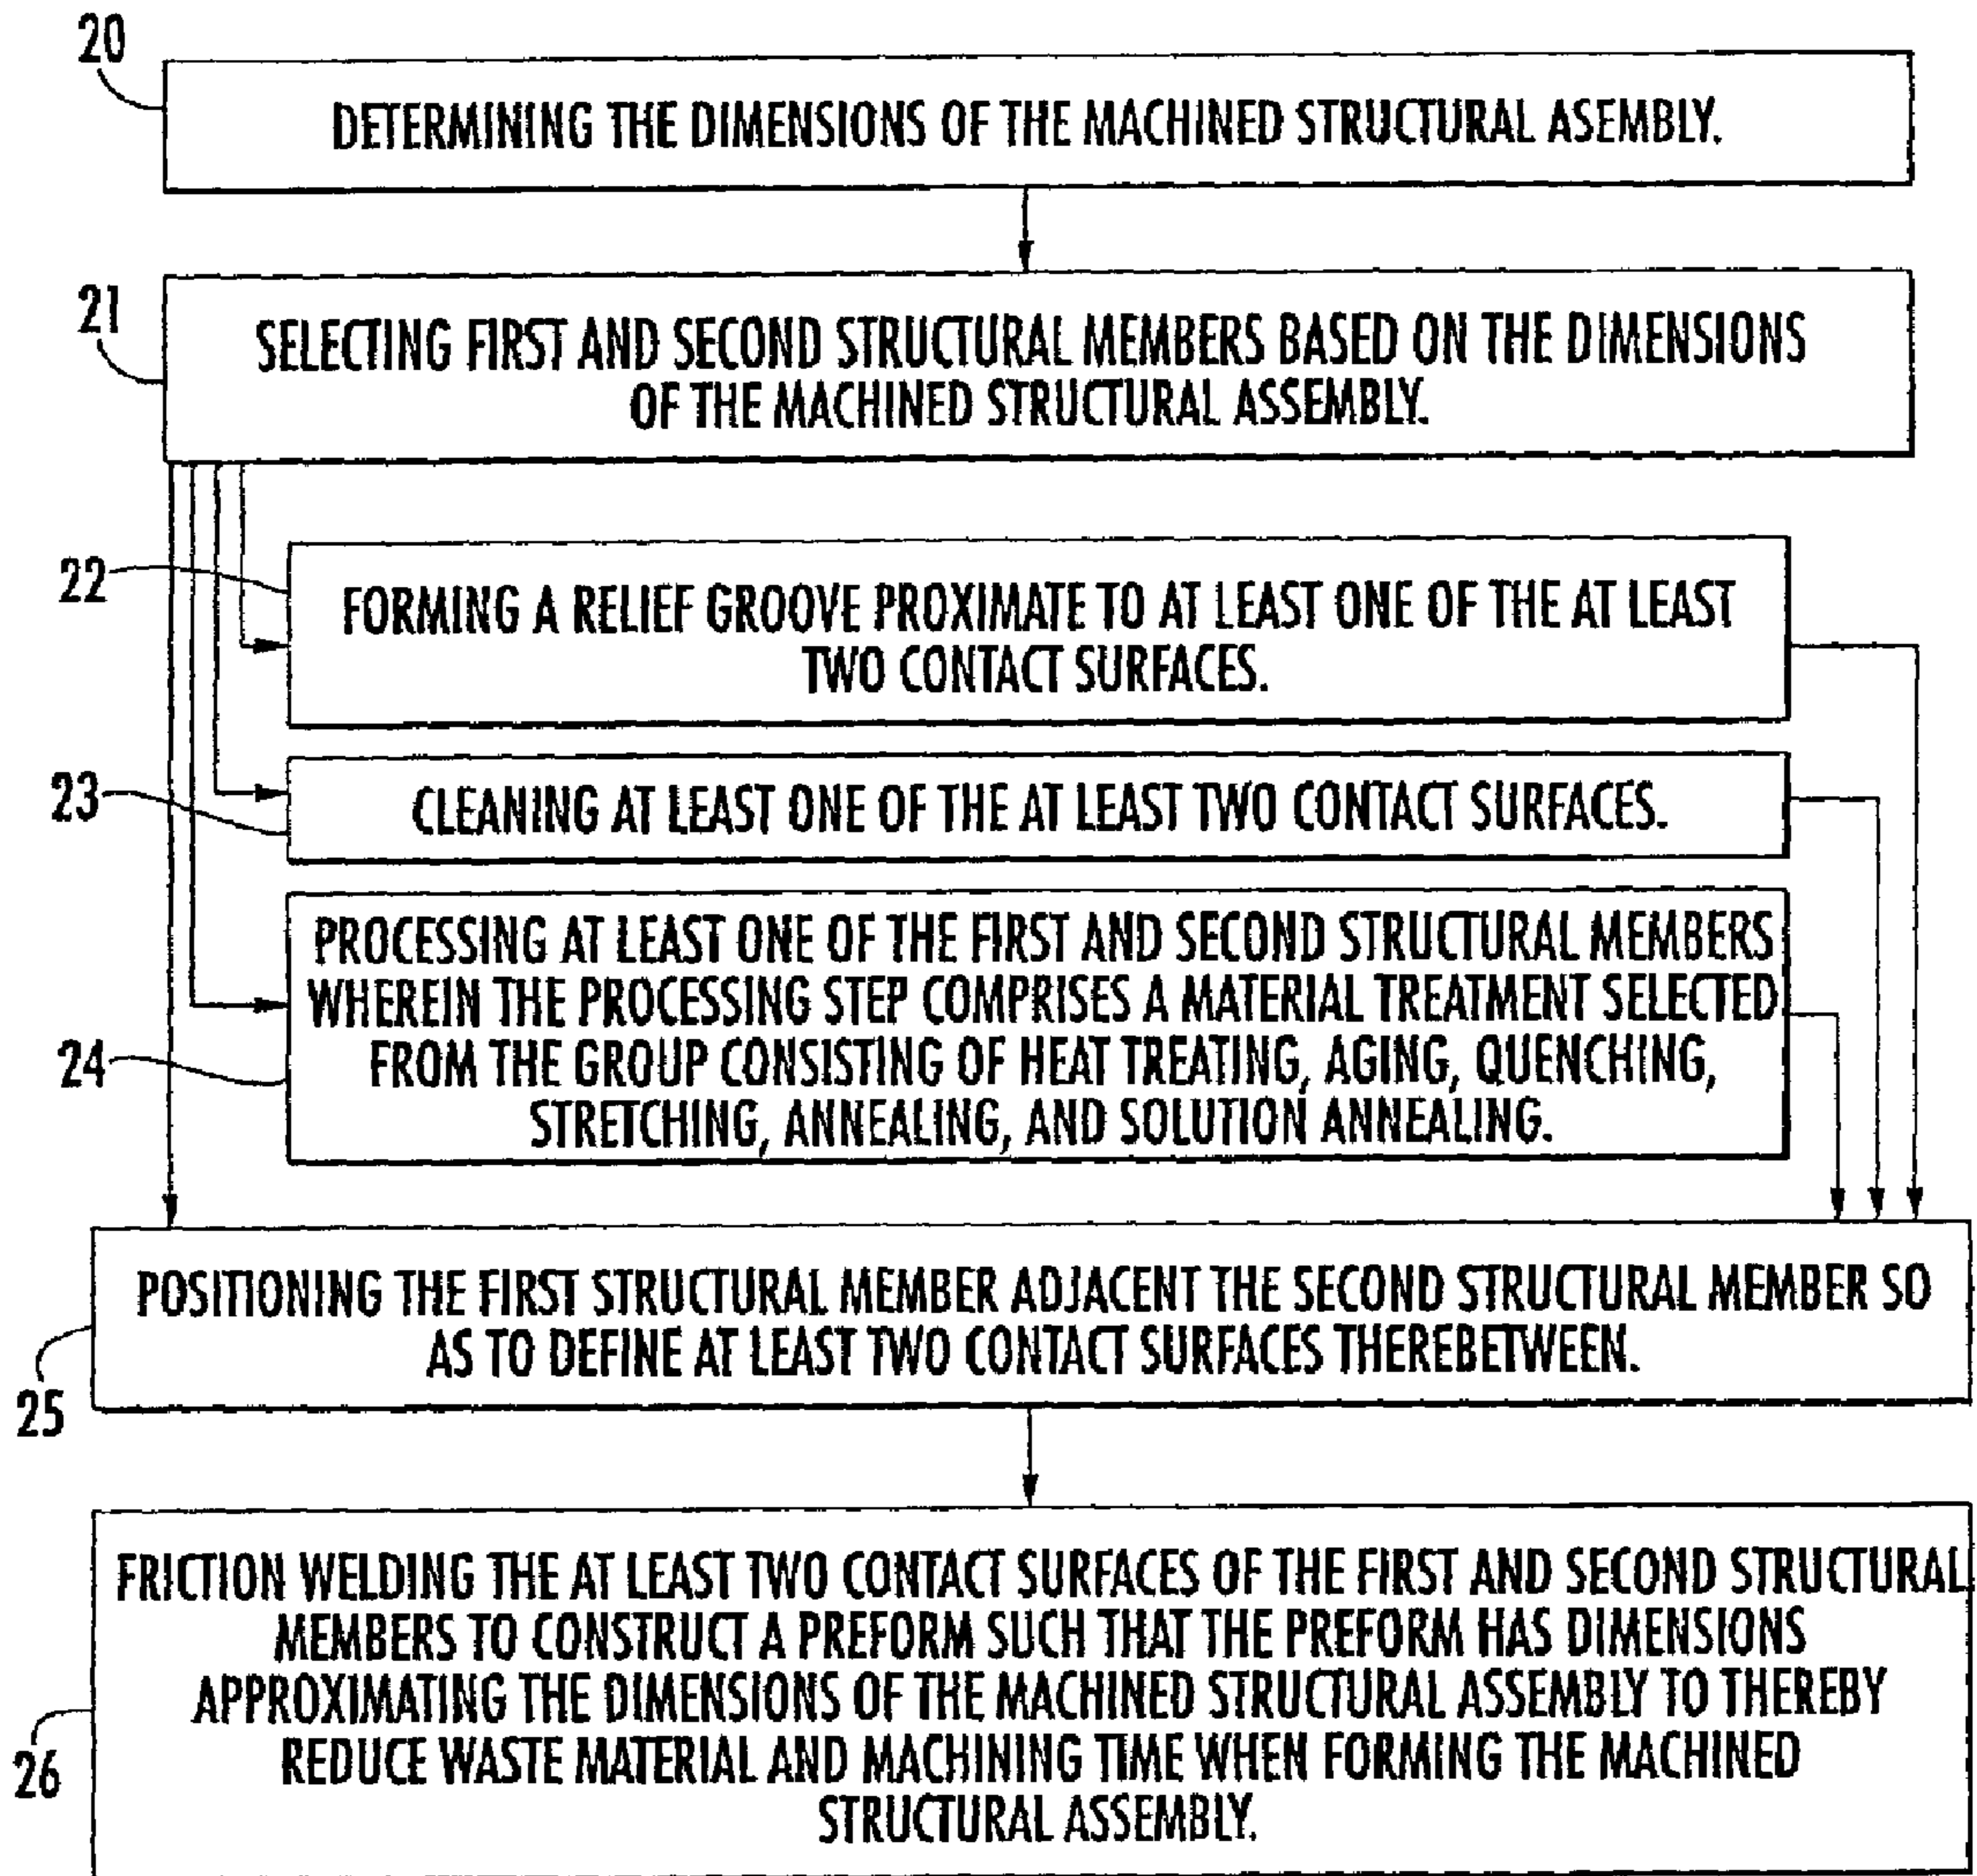 20
DETERMINING THE DIMENSIONS OF THE MACHINED STRUCTURAL ASEMBLY.
21
SELECTING FIRST AND SECOND STRUCTURAL MEMBERS BASED ON THE DIMENSIONS
OF THE MACHINED STRUCTURAL ASSEMBLY.
22
FORMING A RELIEF GROOVE PROXIMATE TO AT LEAST ONE OF THE AT LEAST
TWO CONTACT SURFACES.
23
CLEANING AT LEAST ONE OF THE AT LEAST TWO CONTACT SURFACES.
24
PROCESSING AT LEAST ONE OF THE FIRST AND SECOND STRUCTURAL MEMBERS
WHEREIN THE PROCESSING STEP COMPRISES A MATERIAL TREATMENT SELECTED
FROM THE GROUP CONSISTING OF HEAT TREATING, AGING, QUENCHING,
STRETCHING, ANNEALING, AND SOLUTION ANNEALING.
25
POSITIONING THE FIRST STRUCTURAL MEMBER ADJACENT THE SECOND STRUCTURAL MEMBER SO
AS TO DEFINE AT LEAST TWO CONTACT SURFACES THEREBETWEEN.
26
FRICTION WELDING THE AT LEAST TWO CONTACT SURFACES OF THE FIRST AND SECOND STRUCTURAL
MEMBERS TO CONSTRUCT A PREFORM SUCH THAT THE PREFORM HAS DIMENSIONS
APPROXIMATING THE DIMENSIONS OF THE MACHINED STRUCTURAL ASSEMBLY TO THEREBY
REDUCE WASTE MATERIAL AND MACHINING TIME WHEN FORMING THE MACHINED
STRUCTURAL ASSEMBLY.